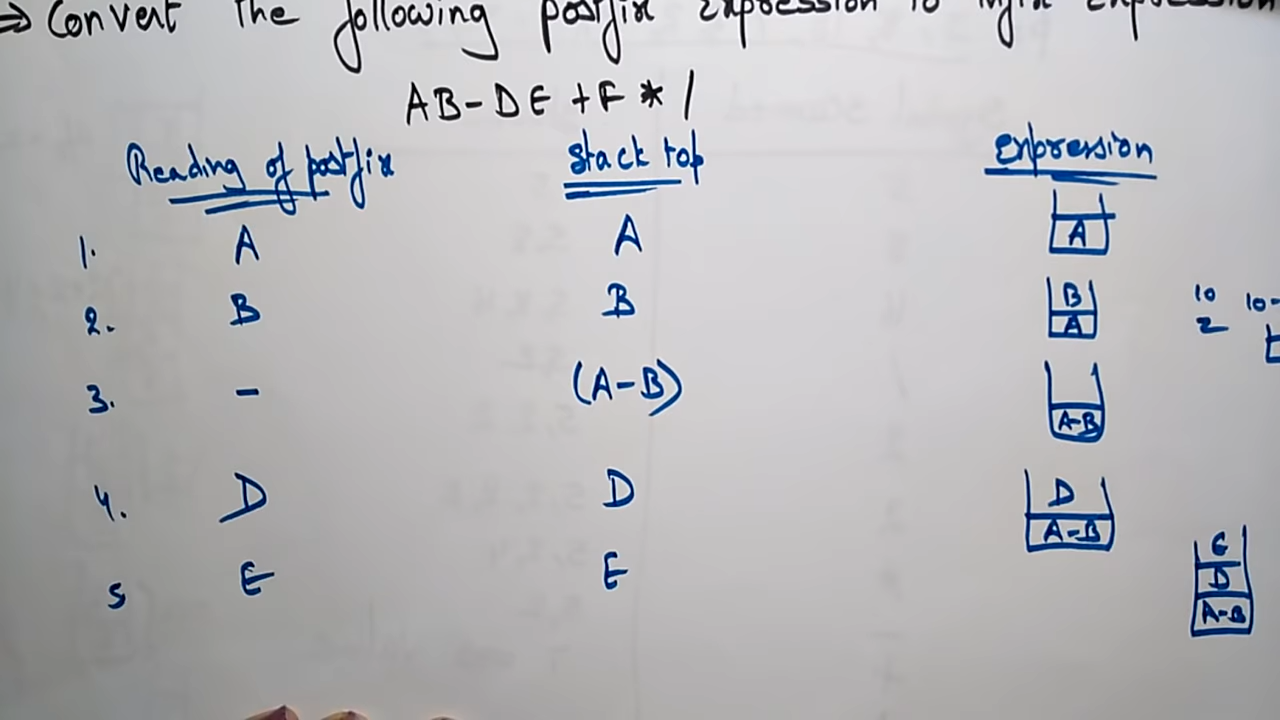 ⇒ Convert the following postfix expression to infix expression
AB-DE+F*/
Reading of postfix stack top expression
1. A A A
2. B B B A 10 2 10-
3. - (A-B) A-B
4. D D D A-B
5 E E E D A-B